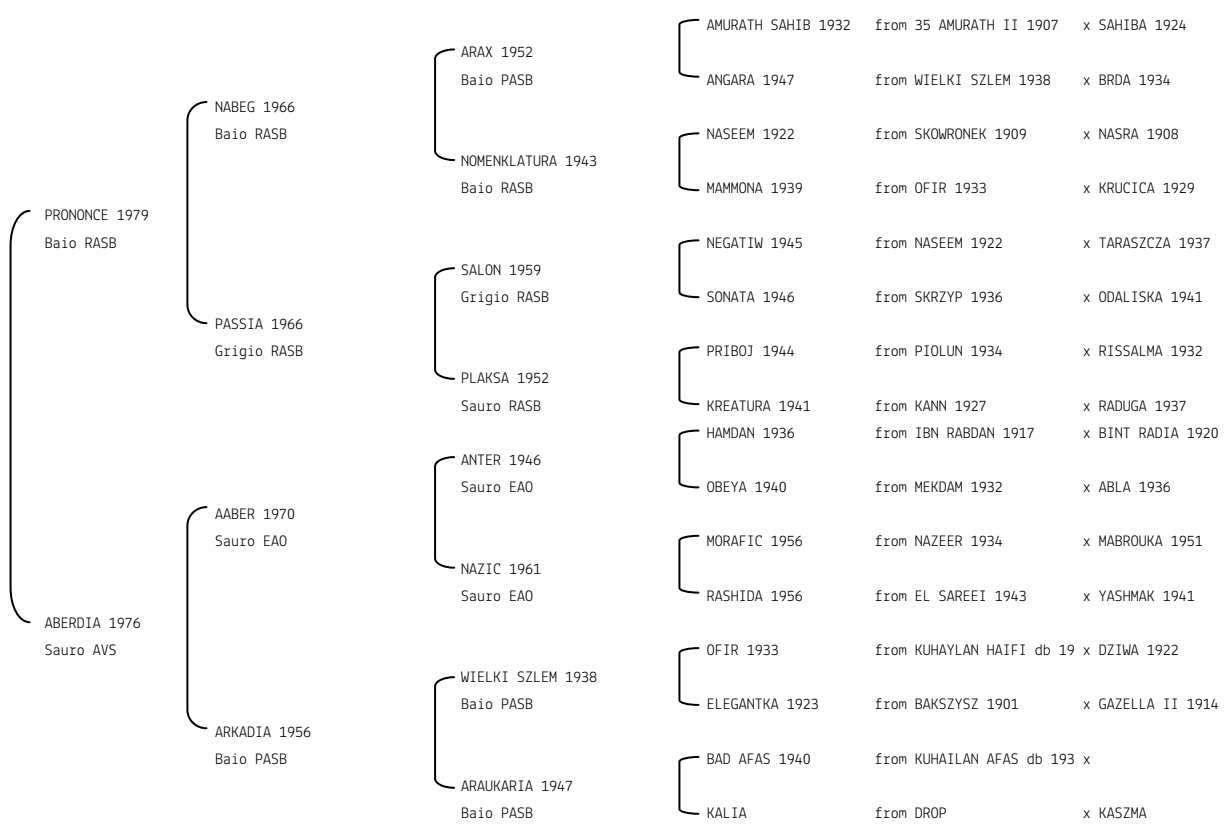 AMURATH SAHIB 1932 from 35 AMURATH II 1907 x SAHIBA 1924
ARAX 1952
Baio PASB
ANGARA 1947 from WIELKI SZLEM 1938 x BRDA 1934
NABEG 1966
Baio RASB
NASEEM 1922 from SKOWRONEK 1909 x NASRA 1908
NOMENKLATURA 1943
Baio RASB
MAMMONA 1939 from OFIR 1933 x KRUCICA 1929
PRONONCE 1979
Baio RASB
NEGATIW 1945 from NASEEM 1922 x TARASZCZA 1937
SALON 1959
Grigio RASB
SONATA 1946 from SKRZYP 1936 x ODALISKA 1941
PASSIA 1966
Grigio RASB
PRIBOJ 1944 from PIOLUN 1934 x RISSALMA 1932
PLAKSA 1952
Sauro RASB
KREATURA 1941 from KANN 1927 x RADUGA 1937
HAMDAN 1936 from IBN RABDAN 1917 x BINT RADIA 1920
ANTER 1946
Sauro EAO
OBEYA 1940 from MEKDAM 1932 x ABLA 1936
AABER 1970
Sauro EAO
MORAFIC 1956 from NAZEER 1934 x MABROUKA 1951
NAZIC 1961
Sauro EAO
RASHIDA 1956 from EL SAREEI 1943 x YASHMAK 1941
ABERDIA 1976
Sauro AVS
OFIR 1933 from KUHAYLAN HAIFI db 19 x DZIWA 1922
WIELKI SZLEM 1938
Baio PASB
ELEGANTKA 1923 from BAKSZYSZ 1901 x GAZELLA II 1914
ARKADIA 1956
Baio PASB
BAD AFAS 1940 from KUHAILAN AFAS db 193 x
ARAUKARIA 1947
Baio PASB
KALIA from DROP x KASZMA